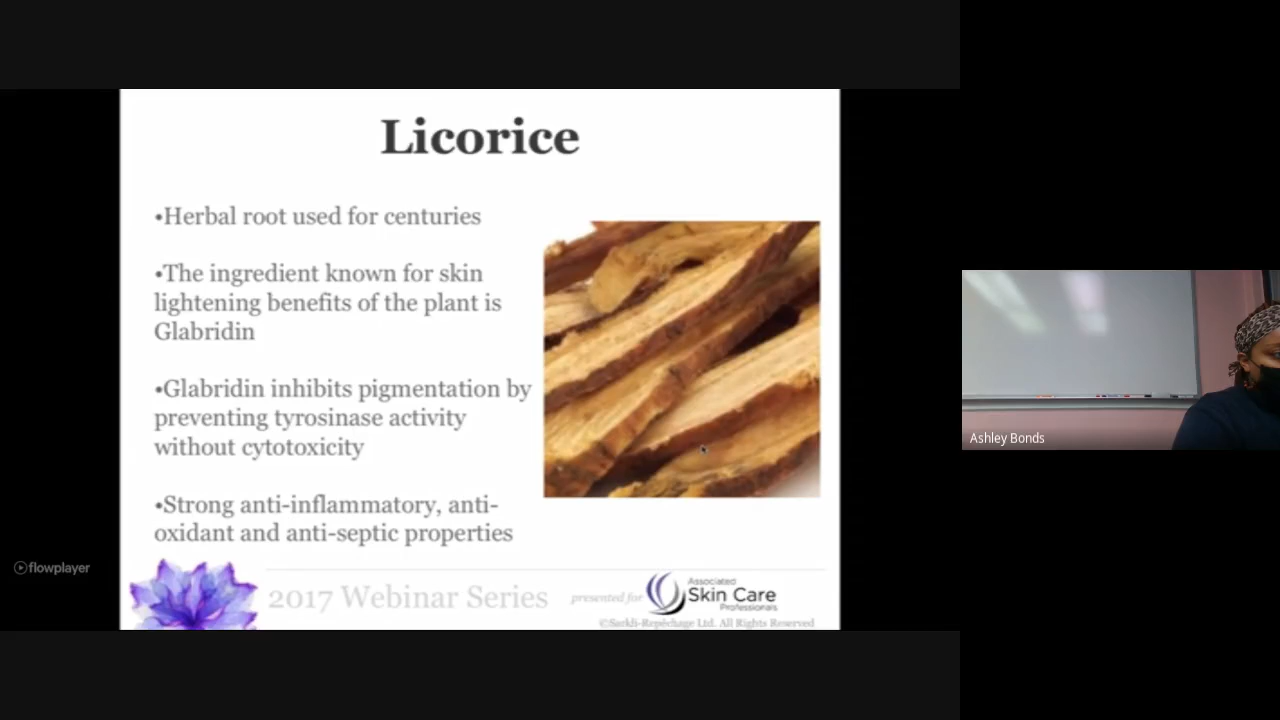 Licorice
•Herbal root used for centuries
•The ingredient known for skin
lightening benefits of the plant is
Glabridin
•Glabridin inhibits pigmentation by
preventing tyrosinase activity
without cytotoxicity
•Strong anti-inflammatory, anti-
oxidant and anti-septic properties
flowplayer
2017 Webinar Series
presented for
Associated
Skin Care
Professionals
©Sarkli-Repêchage Ltd. All Rights Reserved
Ashley Bonds